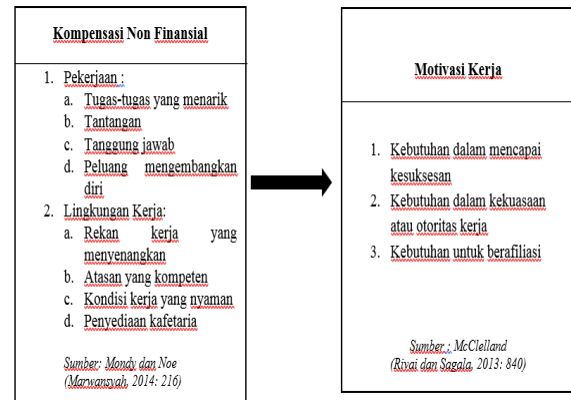 Kompensasi Non Finansial
1. Pekerjaan :
a. Tugas-tugas yang menarik
b. Tantangan
c. Tanggung jawab
d. Peluang mengembangkan
diri
2. Lingkungan Kerja:
a. Rekan kerja yang
menyenangkan
b. Atasan yang kompeten
c. Kondisi kerja yang nyaman
d. Penyediaan kafetaria
Sumber: Mondy dan Noe
(Marwansyah, 2014: 216)
Motivasi Kerja
1. Kebutuhan dalam mencapai
kesuksesan
2. Kebutuhan dalam kekuasaan
atau otoritas kerja
3. Kebutuhan untuk berafiliasi
Sumber : McClelland
(Rivai dan Sagala, 2013: 840)